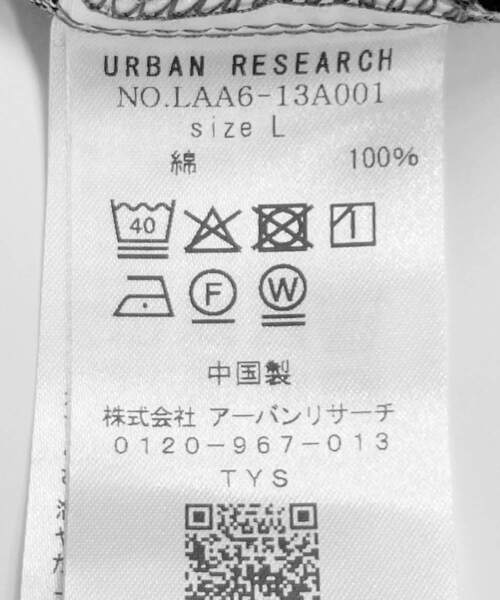 URBAN RESEARCH
NO.LAA6-13A001
size L
綿 100%
40
F W
中国製
株式会社 アーバンリサーチ
0120-967-013
TYS